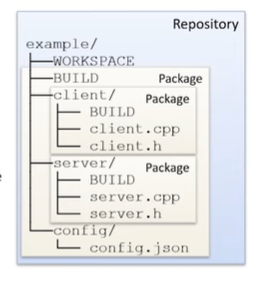 Repository
example/
WORKSPACE
BUILD Package
client/ Package
BUILD
client.cpp
client.h
server/ Package
BUILD
server.cpp
server.h
config/
config.json